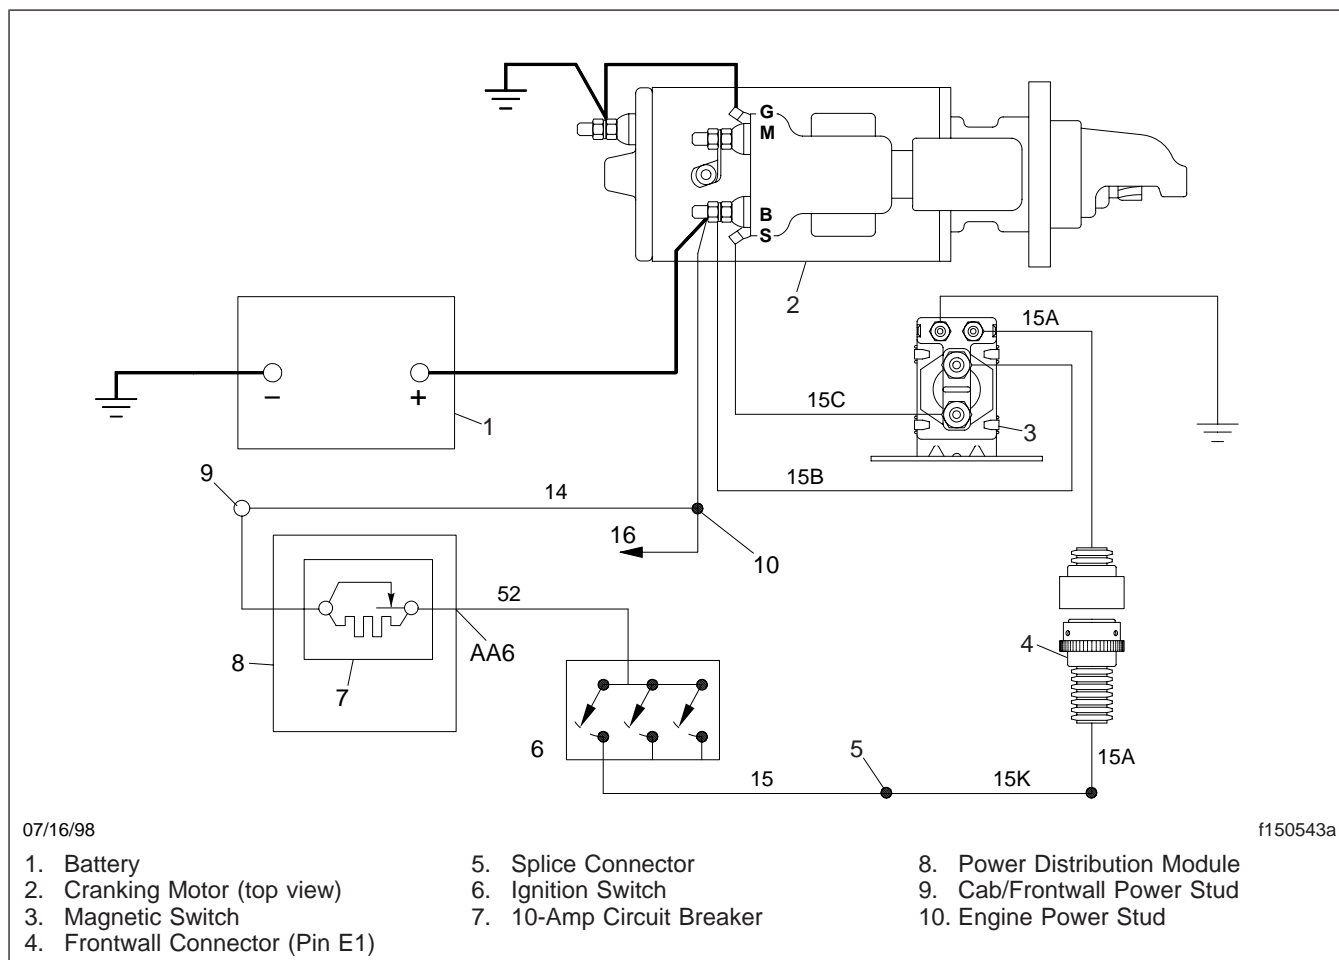 G
M
B
S
2
15A
−
+
1
15C
3
15B
9
14
16
10
52
AA6
8
7
4
6
5
15
15K
15A
07/16/98
f150543a
1. Battery
2. Cranking Motor (top view)
3. Magnetic Switch
4. Frontwall Connector (Pin E1)
5. Splice Connector
6. Ignition Switch
7. 10-Amp Circuit Breaker
8. Power Distribution Module
9. Cab/Frontwall Power Stud
10. Engine Power Stud